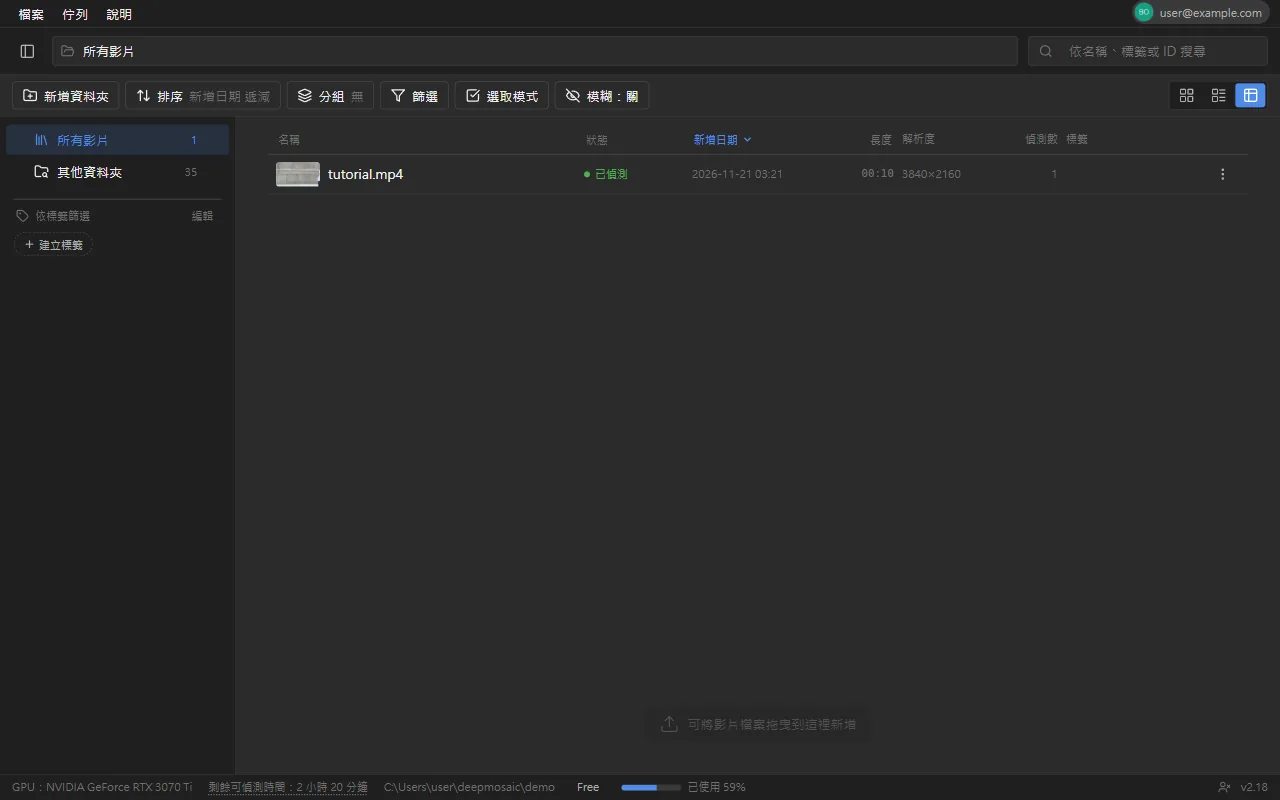 檔案 佇列 說明 BO user@example.com
所有影片 依名稱、標籤或 ID 搜尋
新增資料夾 排序 新增日期 遞減 分組 無 篩選 選取模式 模糊：關
所有影片 1
其他資料夾 35
依標籤篩選 編輯
建立標籤
名稱 狀態 新增日期 長度 解析度 偵測數 標籤
tutorial.mp4 已偵測 2026-11-21 03:21 00:10 3840×2160 1
可將影片檔案拖曳到這裡新增
GPU：NVIDIA GeForce RTX 3070 Ti 剩餘可偵測時間：2 小時 20 分鐘 C:\Users\user\deepmosaic\demo Free 已使用 59% v2.18